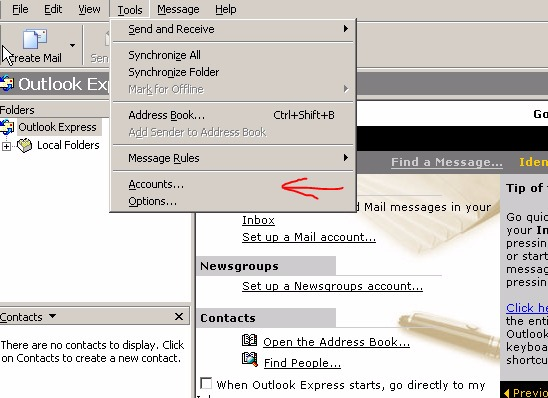 File Edit View Tools Message Help
Create Mail
Send and Receive
Synchronize All
Synchronize Folder
Mark for Offline
Address Book... Ctrl+Shift+B
Add Sender to Address Book
Message Rules
Accounts...
Options...
Outlook
Folders
Outlook Express
Local Folders
Go
Find a Message... Iden
Mail messages in your
Inbox
Set up a Mail account...
Newsgroups
Set up a Newsgroups account...
Contacts
Open the Address Book...
Find People...
When Outlook Express starts, go directly to my
Tip of
Go quic
your In
pressin
or start
messag
pressin
Click he
the enti
Outlook
keyboa
shortcu
Previo
Contacts
There are no contacts to display. Click
on Contacts to create a new contact.